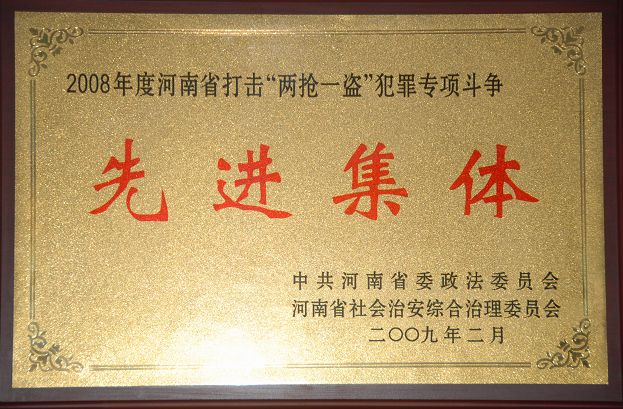 2008年度河南省打击“两抢一盗”犯罪专项斗争
先进集体
中共河南省委政法委员会
河南省社会治安综合治理委员会
二〇〇九年二月